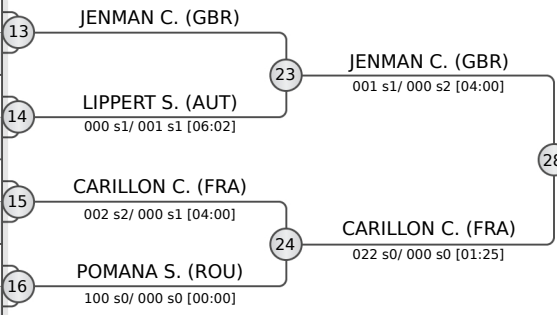 13
JENMAN C. (GBR)
23
JENMAN C. (GBR)
001 s1/ 000 s2 [04:00]
14
LIPPERT S. (AUT)
000 s1/ 001 s1 [06:02]
28
15
CARILLON C. (FRA)
002 s2/ 000 s1 [04:00]
24
CARILLON C. (FRA)
022 s0/ 000 s0 [01:25]
16
POMANA S. (ROU)
100 s0/ 000 s0 [00:00]